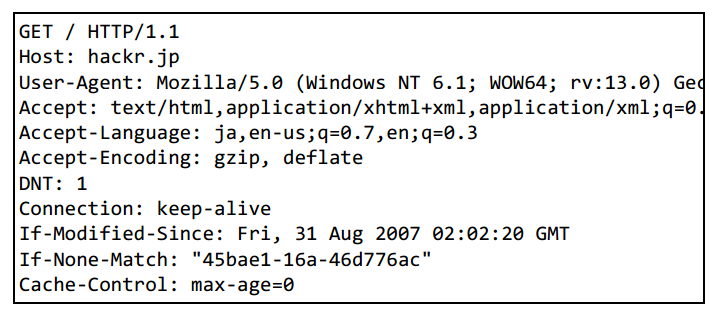 GET / HTTP/1.1
Host: hackr.jp
User-Agent: Mozilla/5.0 (Windows NT 6.1; WOW64; rv:13.0)
Accept: text/html,application/xhtml+xml,application/xml;q=0.
Accept-Language: ja,en-us;q=0.7,en;q=0.3
Accept-Encoding: gzip, deflate
DNT: 1
Connection: keep-alive
If-Modified-Since: Fri, 31 Aug 2007 02:02:20 GMT
If-None-Match: "45bae1-16a-46d776ac"
Cache-Control: max-age=0